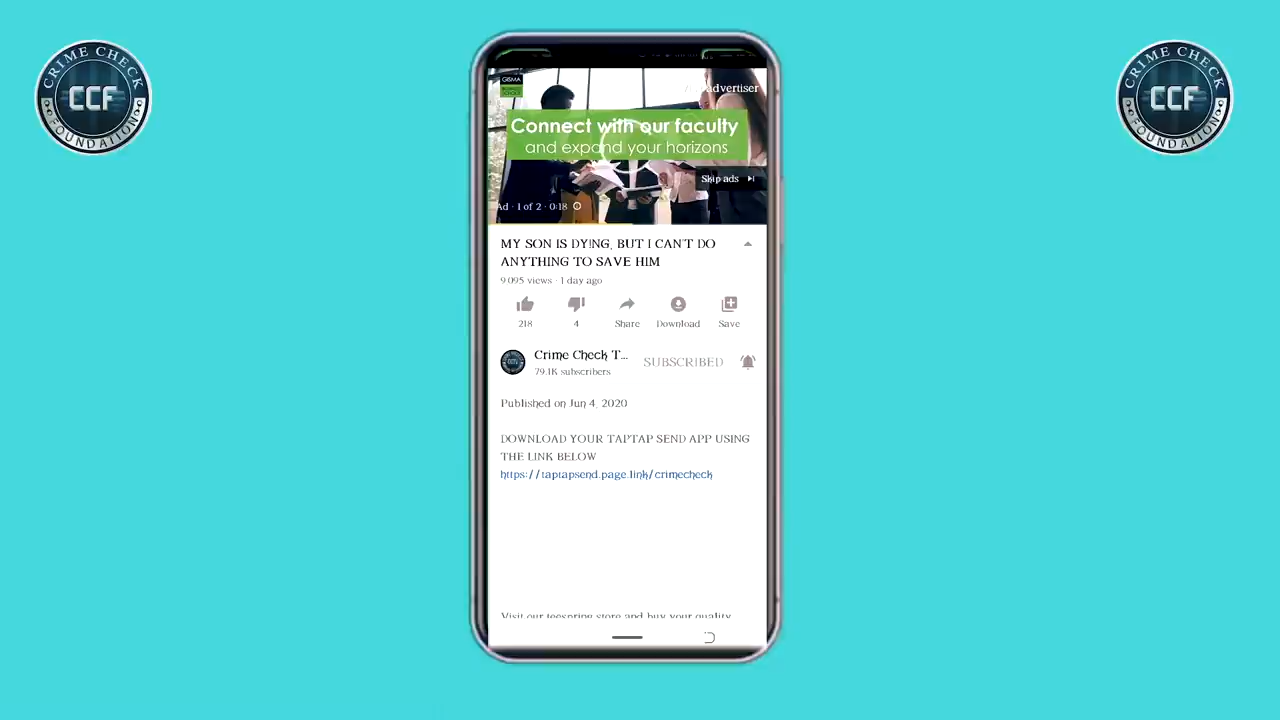 CRIME CHECK
CCF
FOUNDATION
CRIME CHECK
CCF
FOUNDATION
GISMA
advertiser
Connect with our faculty
and expand your horizons
Skip ads
Ad · 1 of 2 · 0:18
MY SON IS DYING, BUT I CAN'T DO
ANYTHING TO SAVE HIM
9 095 views · 1 day ago
218
4
Share
Download
Save
Crime Check T...
79.1K subscribers
SUBSCRIBED
Published on Jun 4, 2020
DOWNLOAD YOUR TAPTAP SEND APP USING
THE LINK BELOW
https://taptapsend.page.link/crimecheck
Visit our teespring store and buy your quality